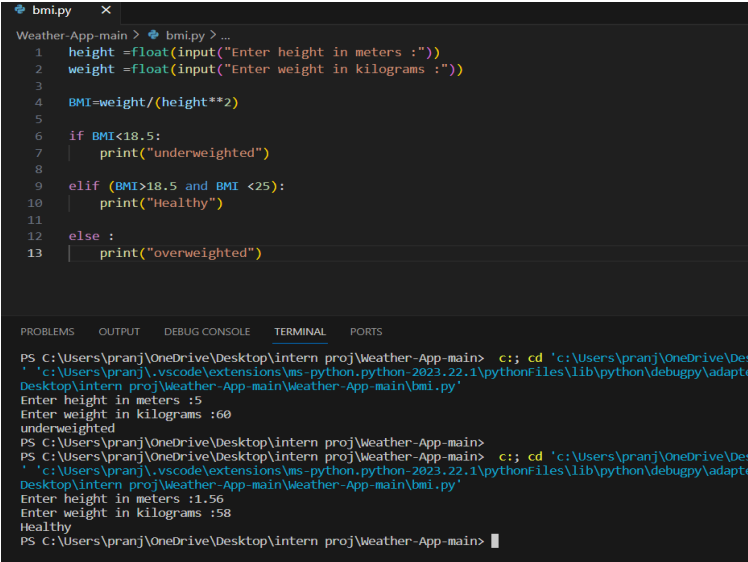 bmi.py ×
Weather-App-main > bmi.py > ...
1 height =float(input("Enter height in meters :"))
2 weight =float(input("Enter weight in kilograms :"))
3
4 BMI=weight/(height**2)
5
6 if BMI<18.5:
7     print("underweighted")
8
9 elif (BMI>18.5 and BMI <25):
10     print("Healthy")
11
12 else :
13     print("overweighted")
PROBLEMS OUTPUT DEBUG CONSOLE TERMINAL PORTS
PS C:\Users\pranj\OneDrive\Desktop\intern proj\Weather-App-main> c:; cd 'c:\Users\pranj\OneDrive\Des
' 'c:\Users\pranj\.vscode\extensions\ms-python.python-2023.22.1\pythonFiles\lib\python\debugpy\adapte
Desktop\intern proj\Weather-App-main\Weather-App-main\bmi.py'
Enter height in meters :5
Enter weight in kilograms :60
underweighted
PS C:\Users\pranj\OneDrive\Desktop\intern proj\Weather-App-main>
PS C:\Users\pranj\OneDrive\Desktop\intern proj\Weather-App-main> c:; cd 'c:\Users\pranj\OneDrive\Des
' 'c:\Users\pranj\.vscode\extensions\ms-python.python-2023.22.1\pythonFiles\lib\python\debugpy\adapte
Desktop\intern proj\Weather-App-main\Weather-App-main\bmi.py'
Enter height in meters :1.56
Enter weight in kilograms :58
Healthy
PS C:\Users\pranj\OneDrive\Desktop\intern proj\Weather-App-main>